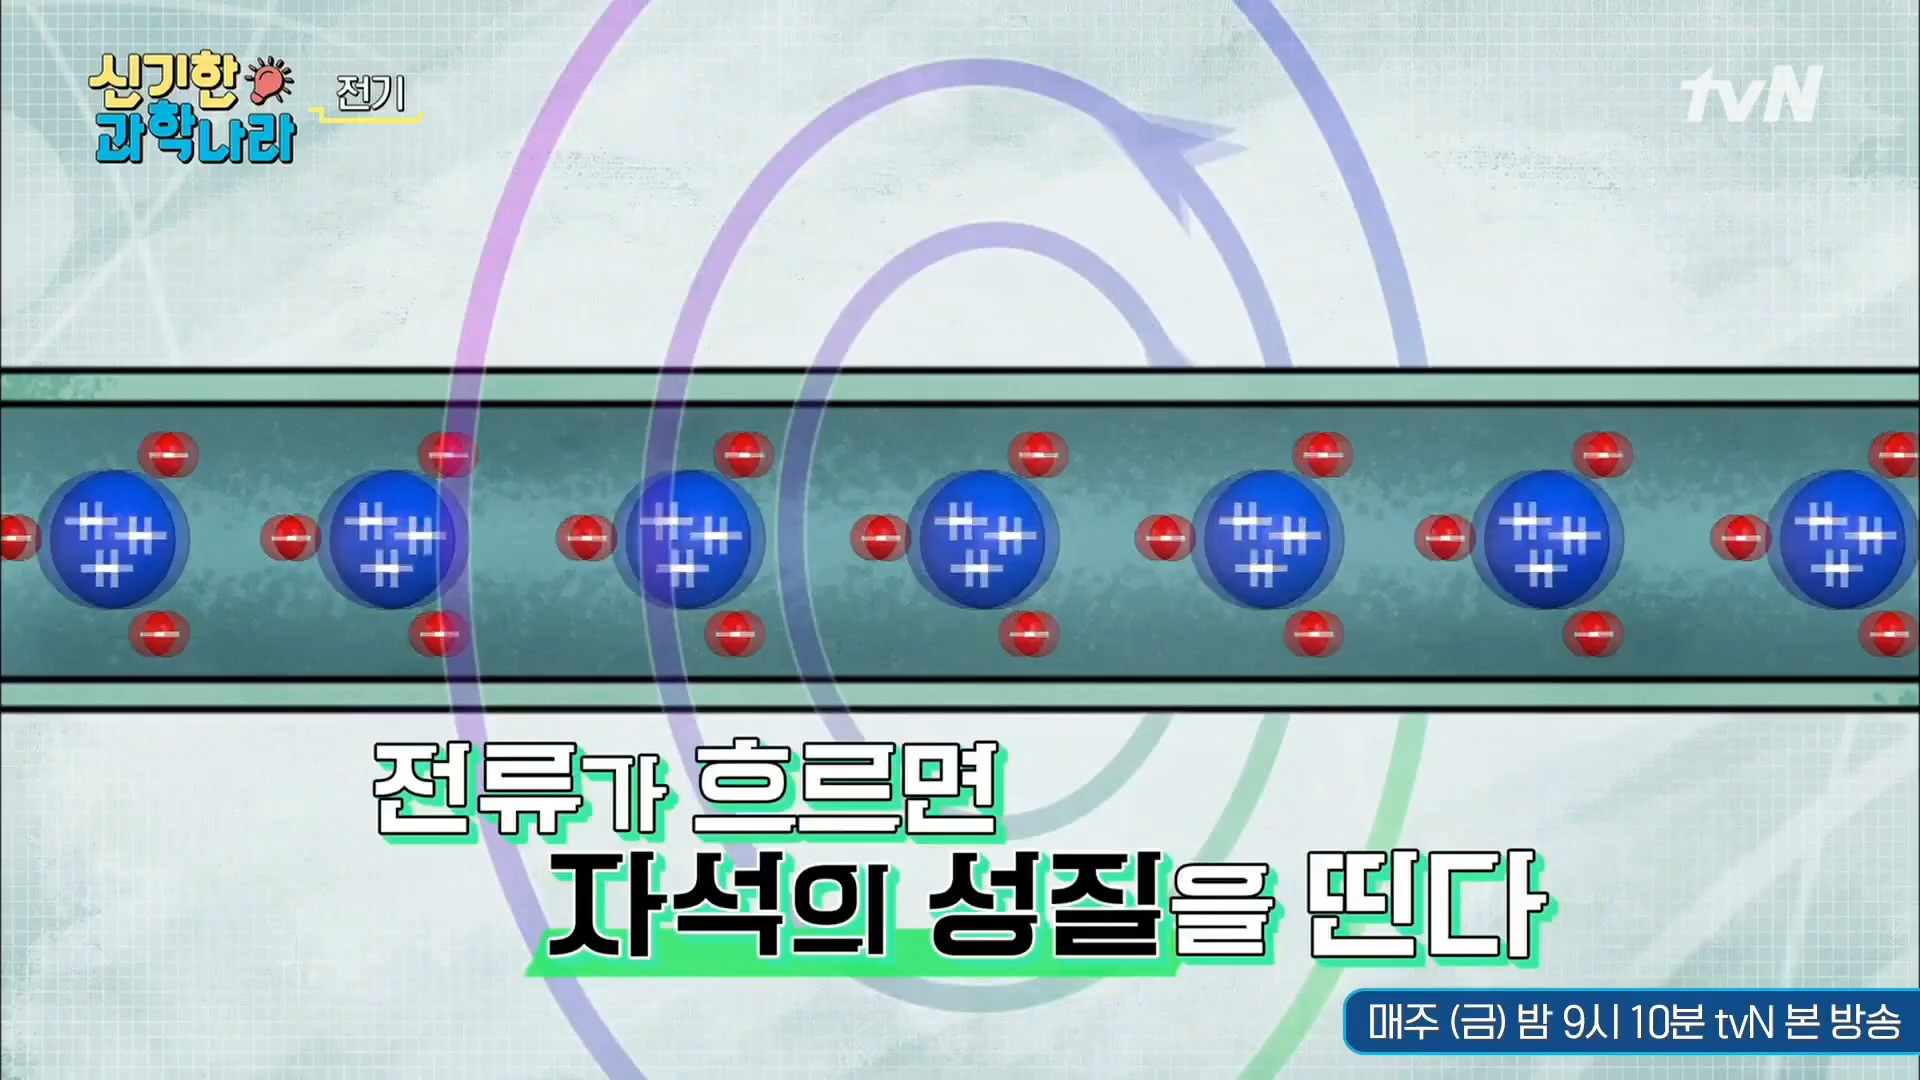 신기한
과학나라
전기
tvN
전류가 흐르면
자석의 성질을 띤다
매주 (금) 밤 9시 10분 tvN 본 방송